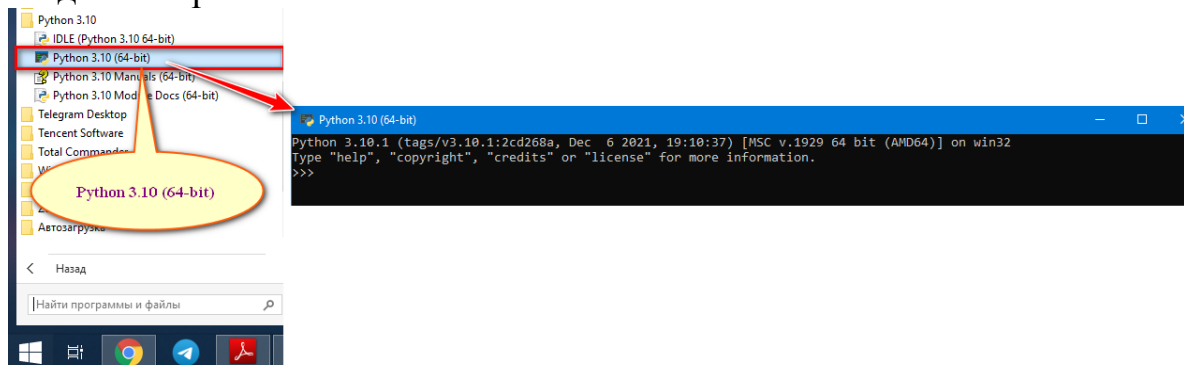 Python 3.10
IDLE (Python 3.10 64-bit)
Python 3.10 (64-bit)
Python 3.10 Manuals (64-bit)
Python 3.10 Module Docs (64-bit)
Telegram Desktop
Tencent Software
Total Commander
Python 3.10 (64-bit)
Автозагрузка
Назад
Найти программы и файлы
Python 3.10 (64-bit)
Python 3.10.1 (tags/v3.10.1:2cd268a, Dec  6 2021, 19:10:37) [MSC v.1929 64 bit (AMD64)] on win32
Type "help", "copyright", "credits" or "license" for more information.
>>>